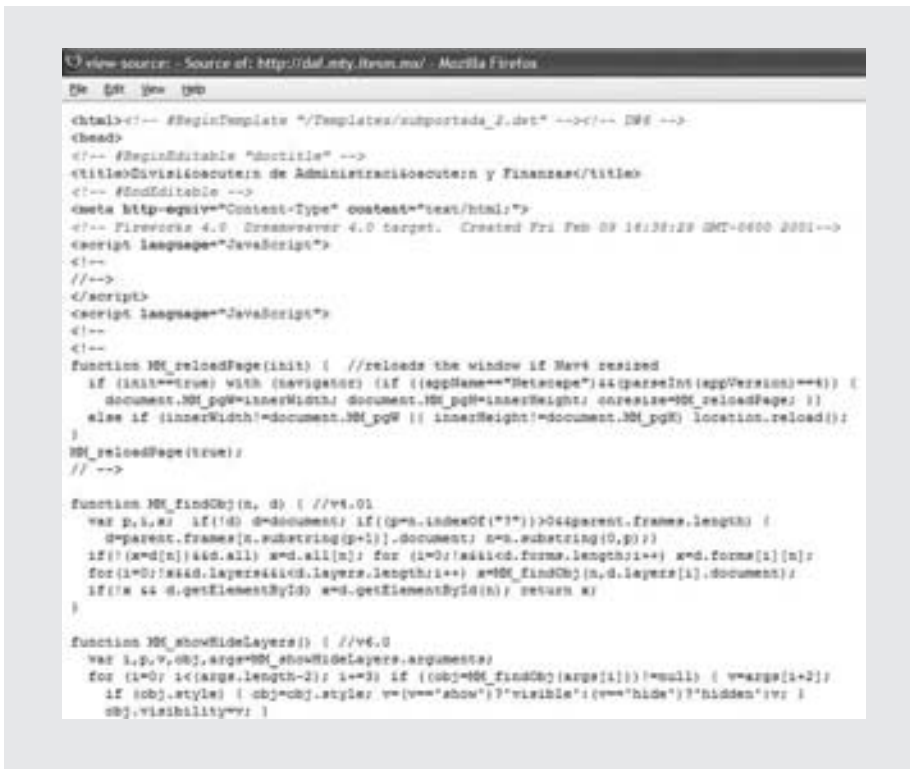 view-source: - Source of: http://daf.mty.itesm.mx/ - Mozilla Firefox
File Edit View Help
<html><!-- #BeginTemplate "/Templates/subportada_2.dwt" --><!-- DW6 -->
<head>
<!-- #BeginEditable "doctitle" -->
<title>Divisi&oacute;n de Administraci&oacute;n y Finanzas</title>
<!-- #EndEditable -->
<meta http-equiv="Content-Type" content="text/html;">
<!-- Fireworks 4.0 Dreamweaver 4.0 target. Created Fri Feb 09 16:38:29 GMT-0600 2001-->
<script language="JavaScript">
<!--
//-->
</script>
<script language="JavaScript">
<!--
<!--
function MM_reloadPage(init) { //reloads the window if Nav4 resized
if (init==true) with (navigator) {if ((appName=="Netscape")&&(parseInt(appVersion)==4)) {
document.MM_pgW=innerWidth; document.MM_pgH=innerHeight; onresize=MM_reloadPage; }}
else if (innerWidth!=document.MM_pgW || innerHeight!=document.MM_pgH) location.reload();
}
MM_reloadPage(true);
// -->
function MM_findObj(n, d) { //v4.01
var p,i,x; if(!d) d=document; if((p=n.indexOf("?"))>0&&parent.frames.length) {
d=parent.frames[n.substring(p+1)].document; n=n.substring(0,p);}
if(!(x=d[n])&&d.all) x=d.all[n]; for (i=0;!x&&i<d.forms.length;i++) x=d.forms[i][n];
for(i=0;!x&&d.layers&&i<d.layers.length;i++) x=MM_findObj(n,d.layers[i].document);
if(!x && d.getElementById) x=d.getElementById(n); return x;
}
function MM_showHideLayers() { //v6.0
var i,p,v,obj,args=MM_showHideLayers.arguments;
for (i=0; i<(args.length-2); i+=3) if ((obj=MM_findObj(args[i]))!=null) { v=args[i+2];
if (obj.style) { obj=obj.style; v=(v=='show')?'visible':(v=='hide')?'hidden':v; }
obj.visibility=v; }